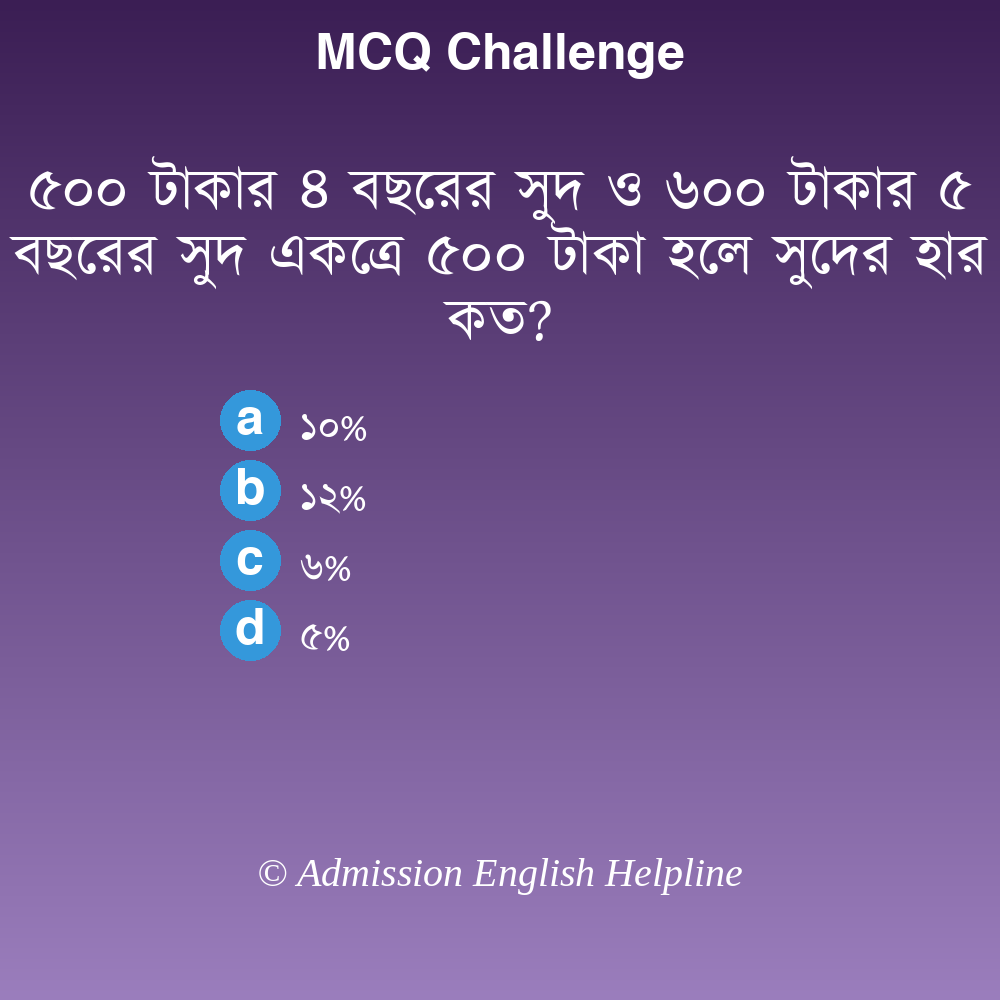 MCQ Challenge
৫০০ টাকার ৪ বছরের সুদ ও ৬০০ টাকার ৫
বছরের সুদ একত্রে ৫০০ টাকা হলে সুদের হার
কত?
a ১০%
b ১২%
c ৬%
d ৫%
© Admission English Helpline